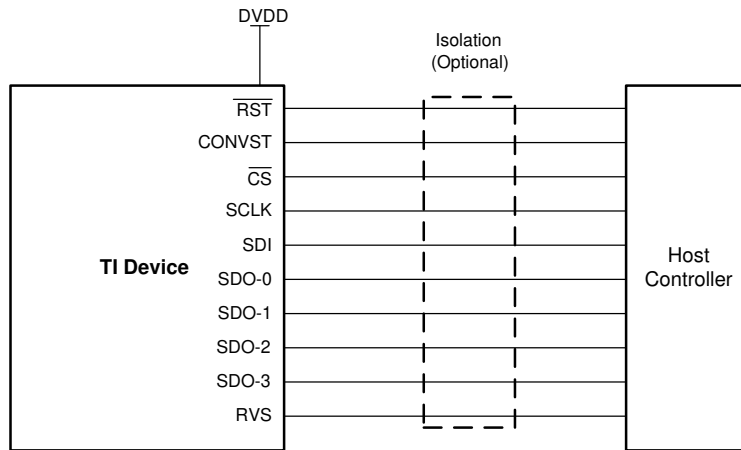 DVDD
Isolation
(Optional)
RST
CONVST
CS
SCLK
SDI
SDO-0
SDO-1
SDO-2
SDO-3
RVS
TI Device
Host
Controller